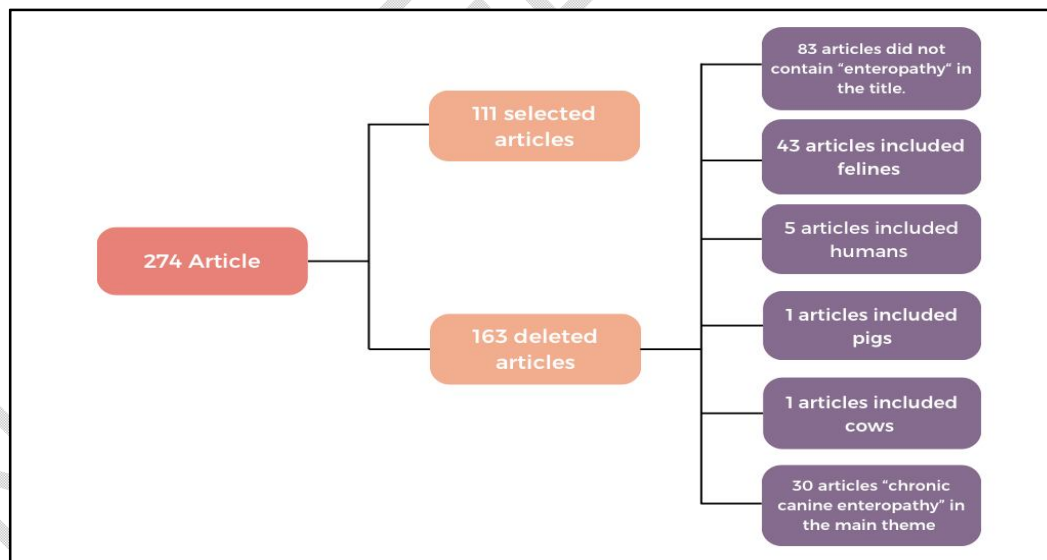 274 Article
111 selected
articles
163 deleted
articles
83 articles did not
contain “enteropathy“ in
the title.
43 articles included
felines
5 articles included
humans
1 articles included
pigs
1 articles included
cows
30 articles “chronic
canine enteropathy” in
the main theme